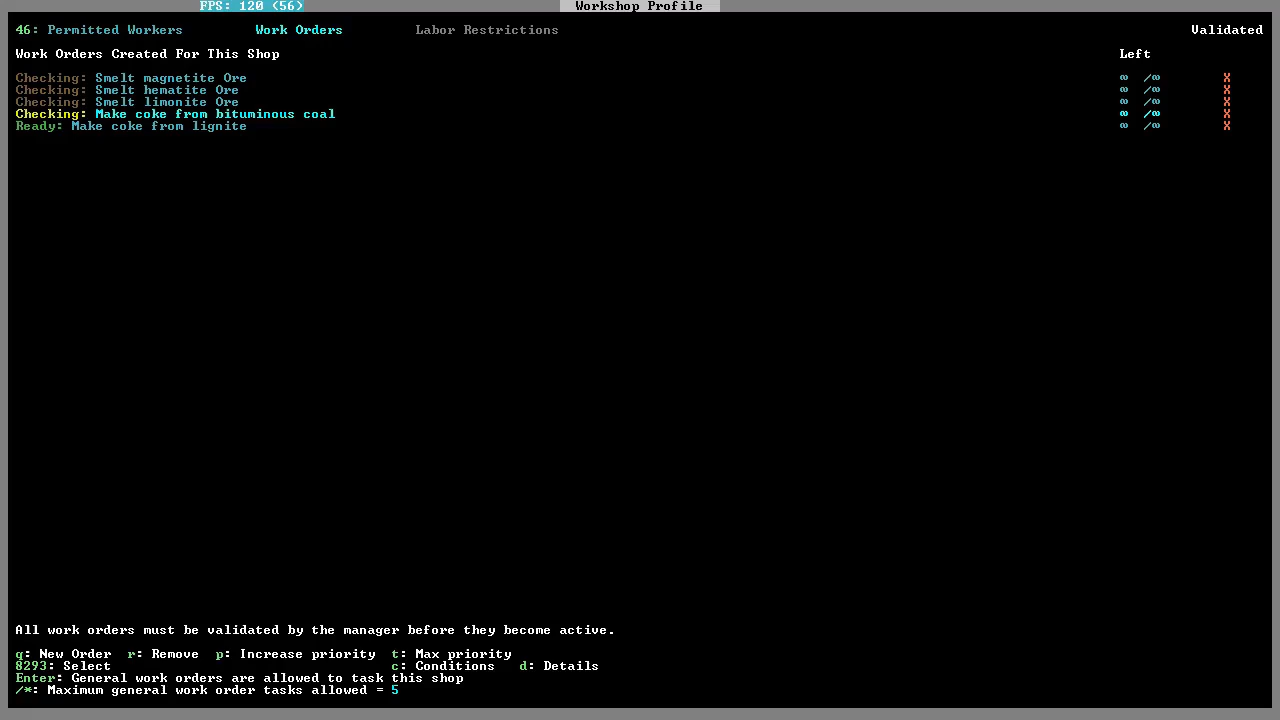 FPS: 120 (56) Workshop Profile
46: Permitted Workers Work Orders Labor Restrictions Validated
Work Orders Created For This Shop Left
Checking: Smelt magnetite Ore ∞ /∞ X
Checking: Smelt hematite Ore ∞ /∞ X
Checking: Smelt limonite Ore ∞ /∞ X
Checking: Make coke from bituminous coal ∞ /∞ X
Ready: Make coke from lignite ∞ /∞ X
All work orders must be validated by the manager before they become active.
q: New Order r: Remove p: Increase priority t: Max priority
8293: Select c: Conditions d: Details
Enter: General work orders are allowed to task this shop
/*: Maximum general work order tasks allowed = 5